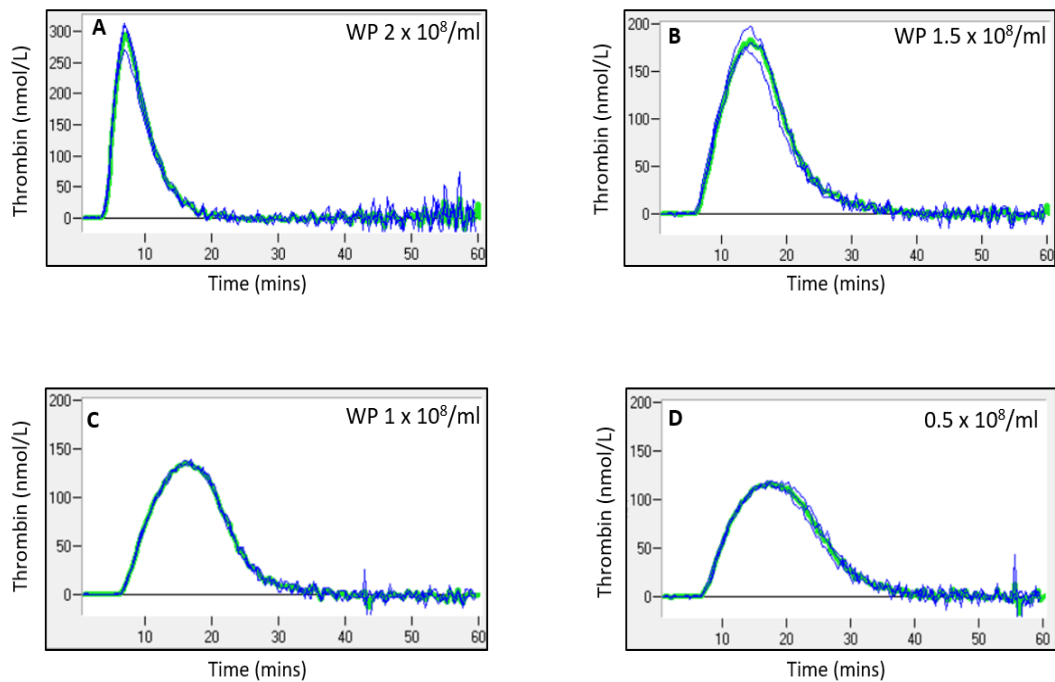 A
WP 2 x 10⁸/ml
Thrombin (nmol/L)
300
250
200
150
100
50
0
10 20 30 40 50 60
Time (mins)
B
WP 1.5 x 10⁸/ml
Thrombin (nmol/L)
200
150
100
50
0
10 20 30 40 50 60
Time (mins)
C
WP 1 x 10⁸/ml
Thrombin (nmol/L)
200
150
100
50
0
10 20 30 40 50 60
Time (mins)
D
0.5 x 10⁸/ml
Thrombin (nmol/L)
200
150
100
50
0
10 20 30 40 50 60
Time (mins)